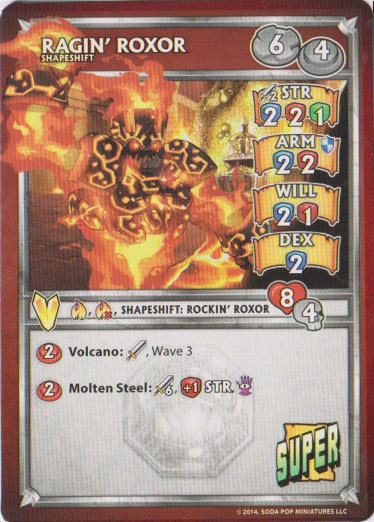 RAGIN' ROXOR
SHAPESHIFT
6 4
2 STR
2 2 1
ARM
2 2
WILL
2 1
DEX
2
, , SHAPESHIFT: ROCKIN' ROXOR
8
4
2 Volcano: , Wave 3
2 Molten Steel: 6, +1 STR,
SUPER
© 2014, SODA POP MINIATURES LLC